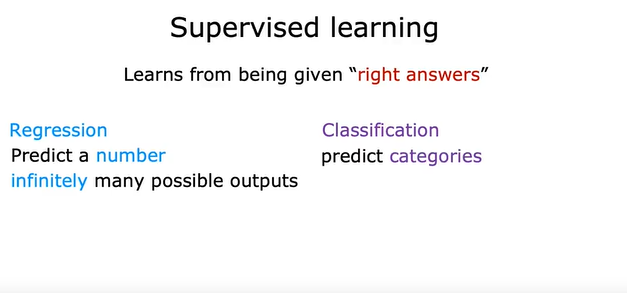 Supervised learning
Learns from being given “right answers”
Regression
Predict a number
infinitely many possible outputs
Classification
predict categories